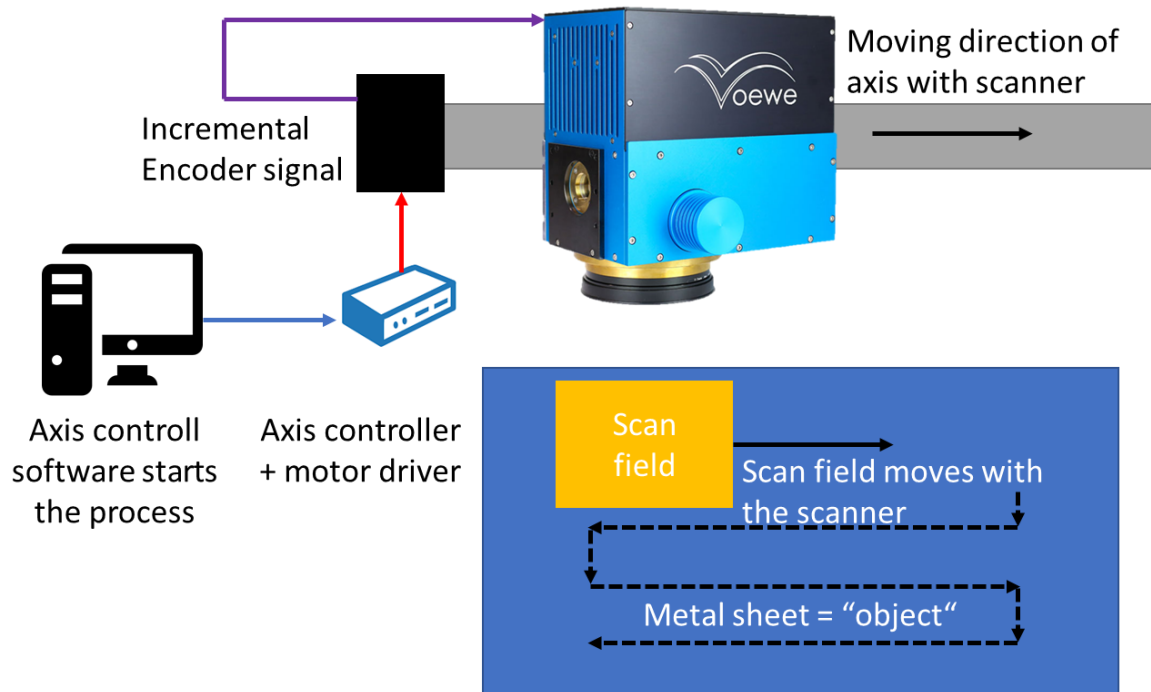 Moving direction of
axis with scanner
Voewe
Incremental
Encoder signal
Axis controll
software starts
the process
Axis controller
+ motor driver
Scan
field
Scan field moves with
the scanner
Metal sheet = “object“